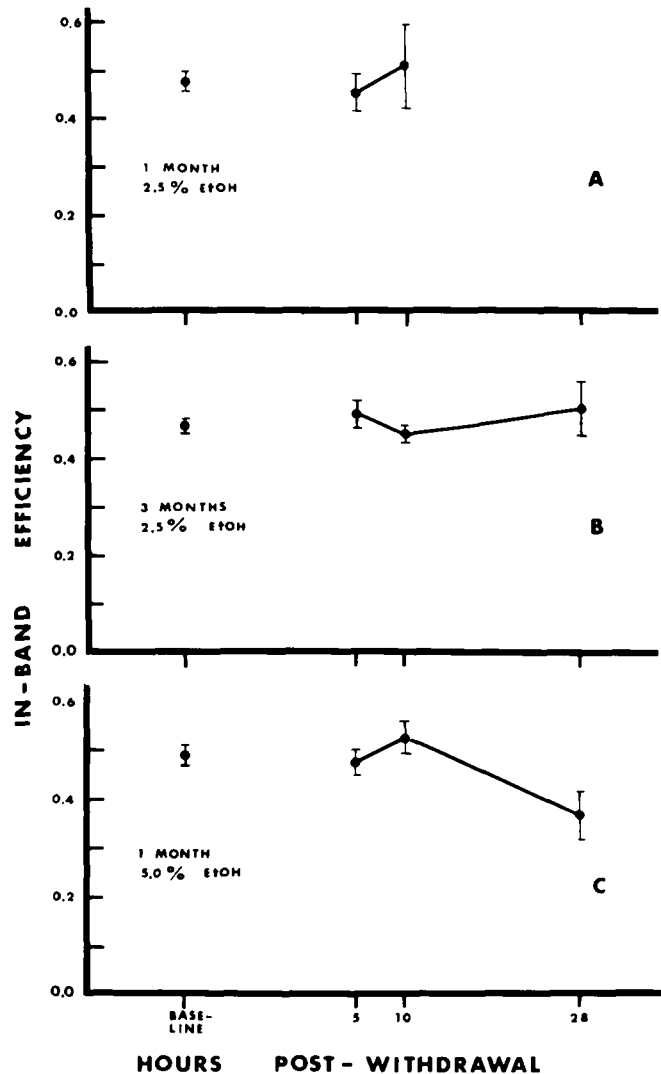 IN-BAND EFFICIENCY
0.6
0.4
0.2
0.0
1 MONTH
2.5% EtOH
A
0.6
0.4
0.2
0.0
3 MONTHS
2.5% EtOH
B
0.6
0.4
0.2
0.0
1 MONTH
5.0% EtOH
C
BASE-
LINE
5
10
28
HOURS POST-WITHDRAWAL